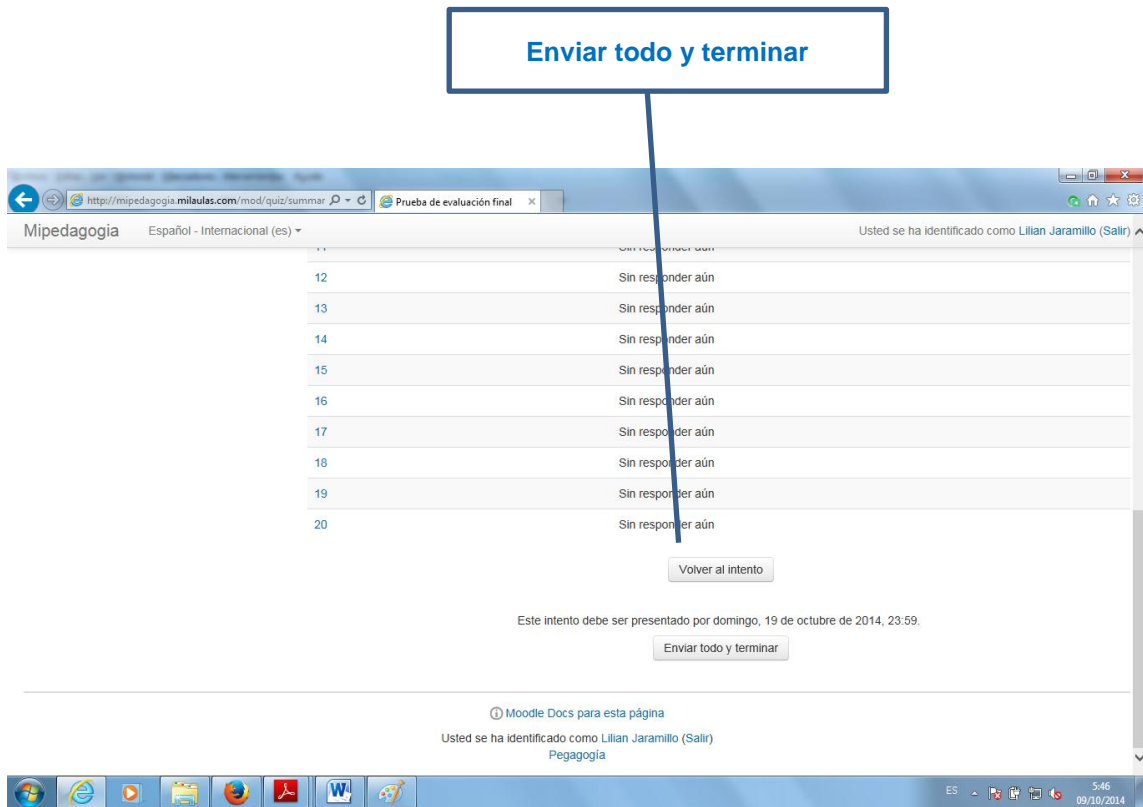 Enviar todo y terminar
http://mipedagogia.milaulas.com/mod/quiz/summar
Prueba de evaluación final
Mipedagogia Español - Internacional (es) Usted se ha identificado como Lilian Jaramillo (Salir)
11 Sin responder aún
12 Sin responder aún
13 Sin responder aún
14 Sin responder aún
15 Sin responder aún
16 Sin responder aún
17 Sin responder aún
18 Sin responder aún
19 Sin responder aún
20 Sin responder aún
Volver al intento
Este intento debe ser presentado por domingo, 19 de octubre de 2014, 23:59.
Enviar todo y terminar
Moodle Docs para esta página
Usted se ha identificado como Lilian Jaramillo (Salir)
Pegagogía
ES 5:46
09/10/2014